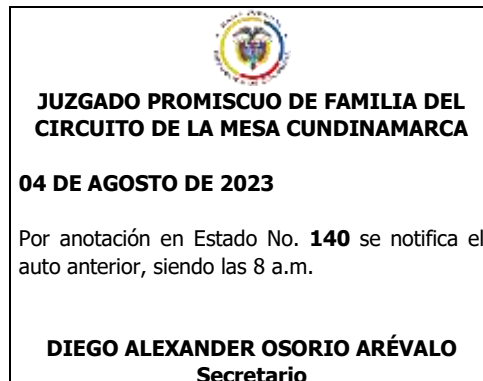 JUZGADO PROMISCUO DE FAMILIA DEL
CIRCUITO DE LA MESA CUNDINAMARCA
04 DE AGOSTO DE 2023
Por anotación en Estado No. 140 se notifica el
auto anterior, siendo las 8 a.m.
DIEGO ALEXANDER OSORIO ARÉVALO
Secretario